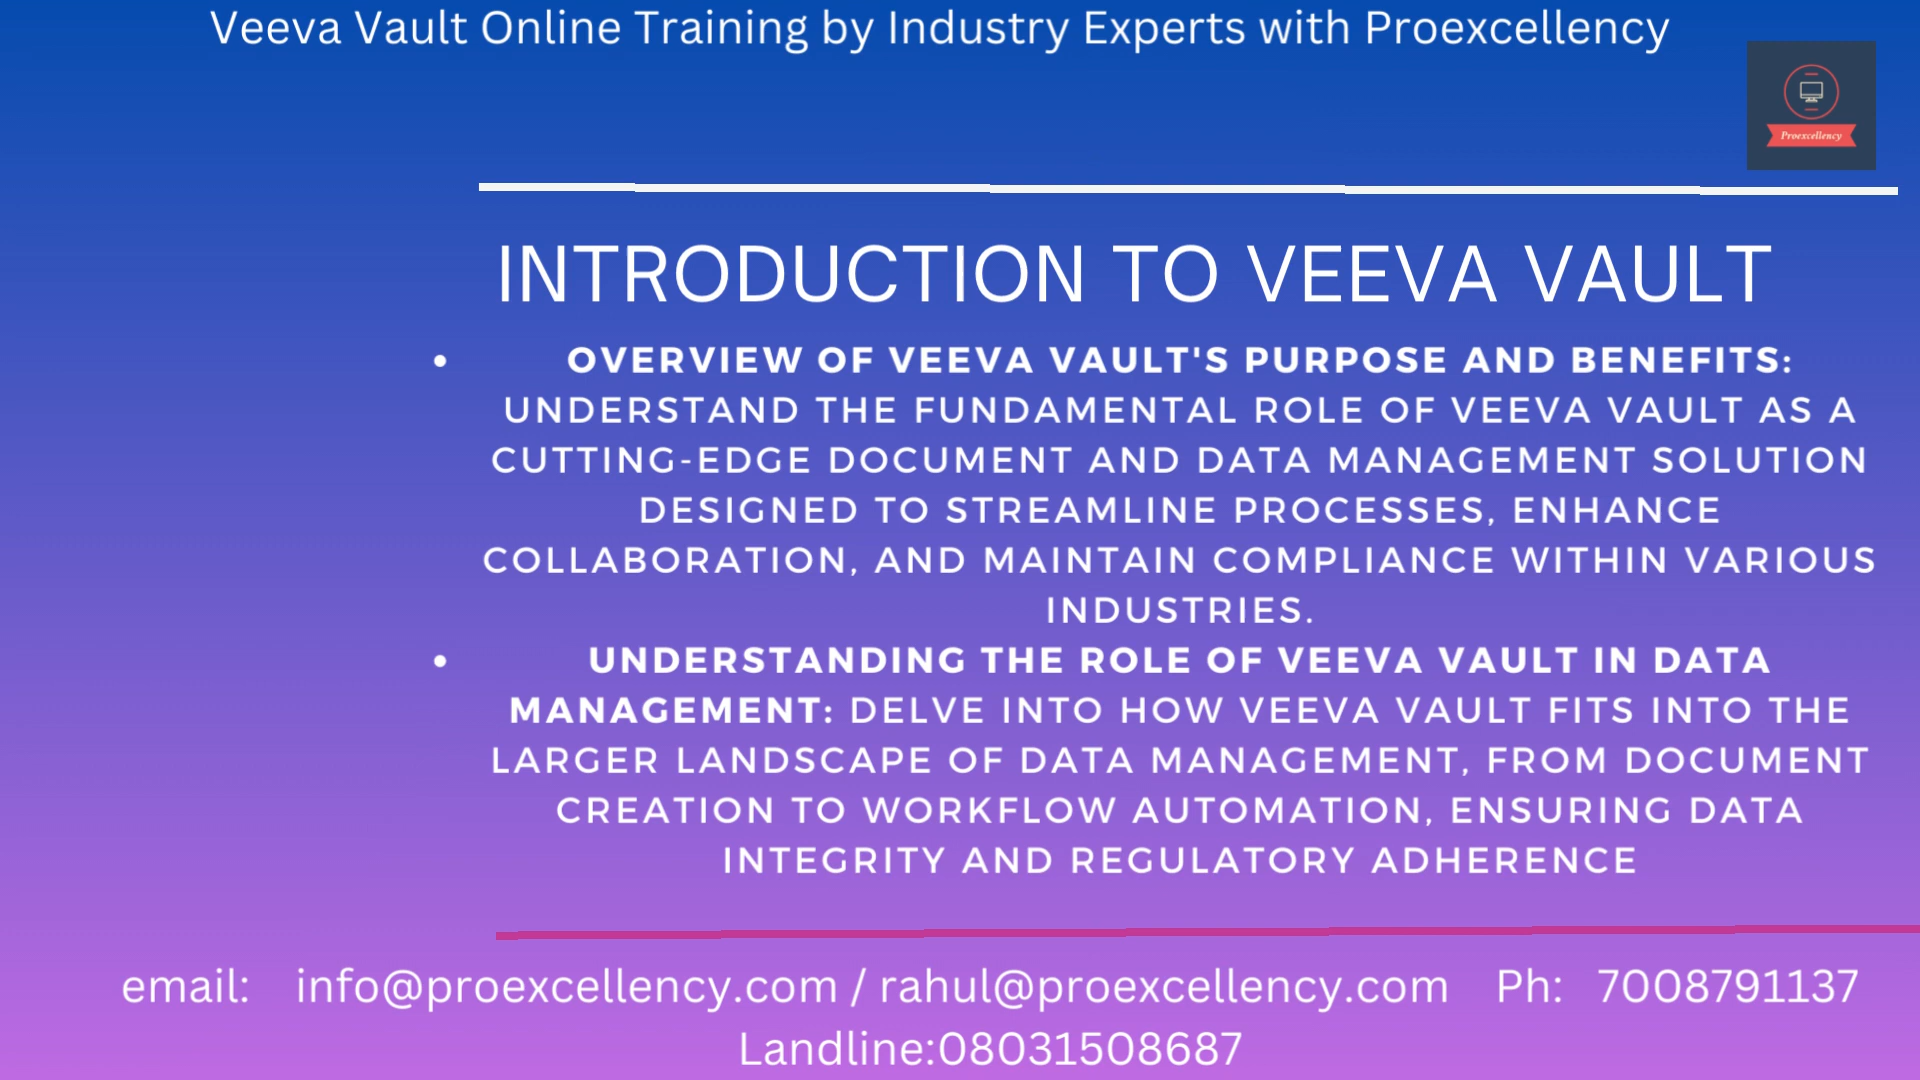 Veeva Vault Online Training by Industry Experts with Proexcellency
Proexcellency
INTRODUCTION TO VEEVA VAULT
• OVERVIEW OF VEEVA VAULT'S PURPOSE AND BENEFITS:
UNDERSTAND THE FUNDAMENTAL ROLE OF VEEVA VAULT AS A
CUTTING-EDGE DOCUMENT AND DATA MANAGEMENT SOLUTION
DESIGNED TO STREAMLINE PROCESSES, ENHANCE
COLLABORATION, AND MAINTAIN COMPLIANCE WITHIN VARIOUS
INDUSTRIES.
• UNDERSTANDING THE ROLE OF VEEVA VAULT IN DATA
MANAGEMENT: DELVE INTO HOW VEEVA VAULT FITS INTO THE
LARGER LANDSCAPE OF DATA MANAGEMENT, FROM DOCUMENT
CREATION TO WORKFLOW AUTOMATION, ENSURING DATA
INTEGRITY AND REGULATORY ADHERENCE
email: info@proexcellency.com / rahul@proexcellency.com Ph: 7008791137
Landline:08031508687